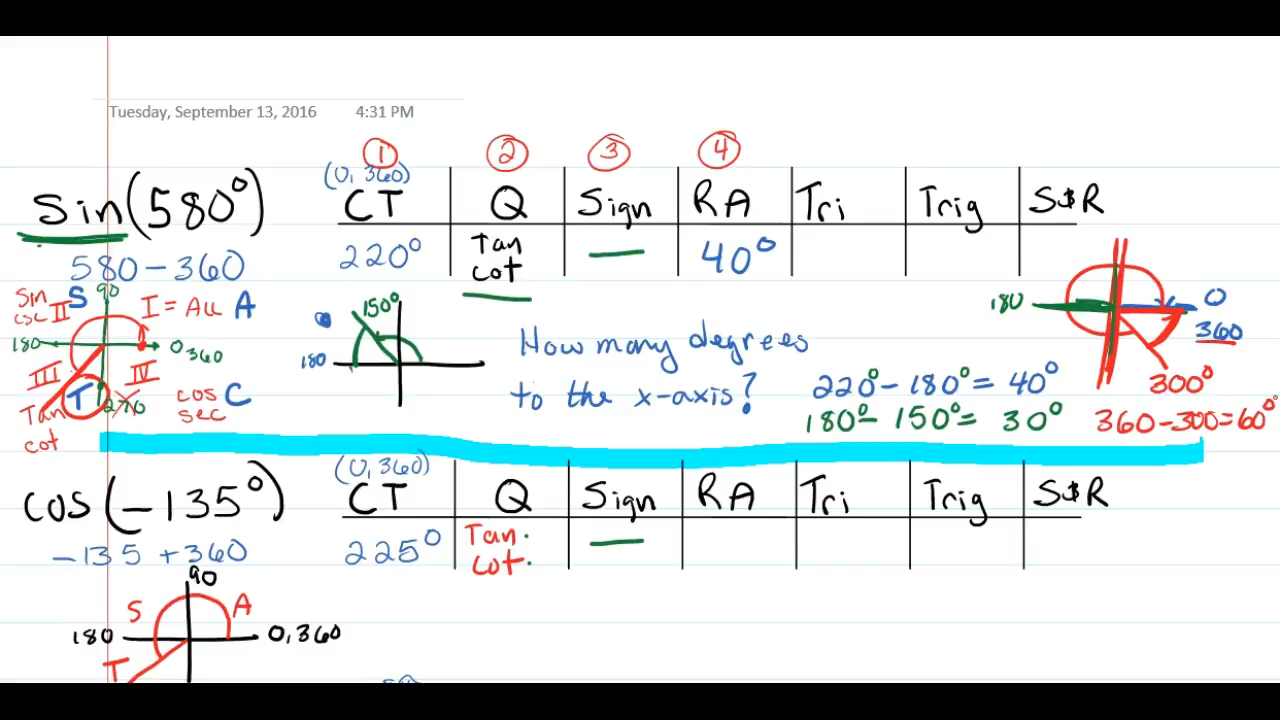 Tuesday, September 13, 2016 4:31 PM
① ② ③ ④
(0, 360)
Sin(580°) CT Q Sign RA Tri Trig S&R
580-360 220° Tan cot — 40°
90
Sin csc II S I = All A
180 0 360
III IV
Tan cot T 270 cos sec C
150°
180
How many degrees
to the x-axis?
180 0 360
300°
220°-180°= 40°
180°-150°= 30° 360-300=60°
(0, 360)
cos(-135°) CT Q Sign RA Tri Trig S&R
-135+360 225° Tan. cot. —
90
S A
180 0,360
T